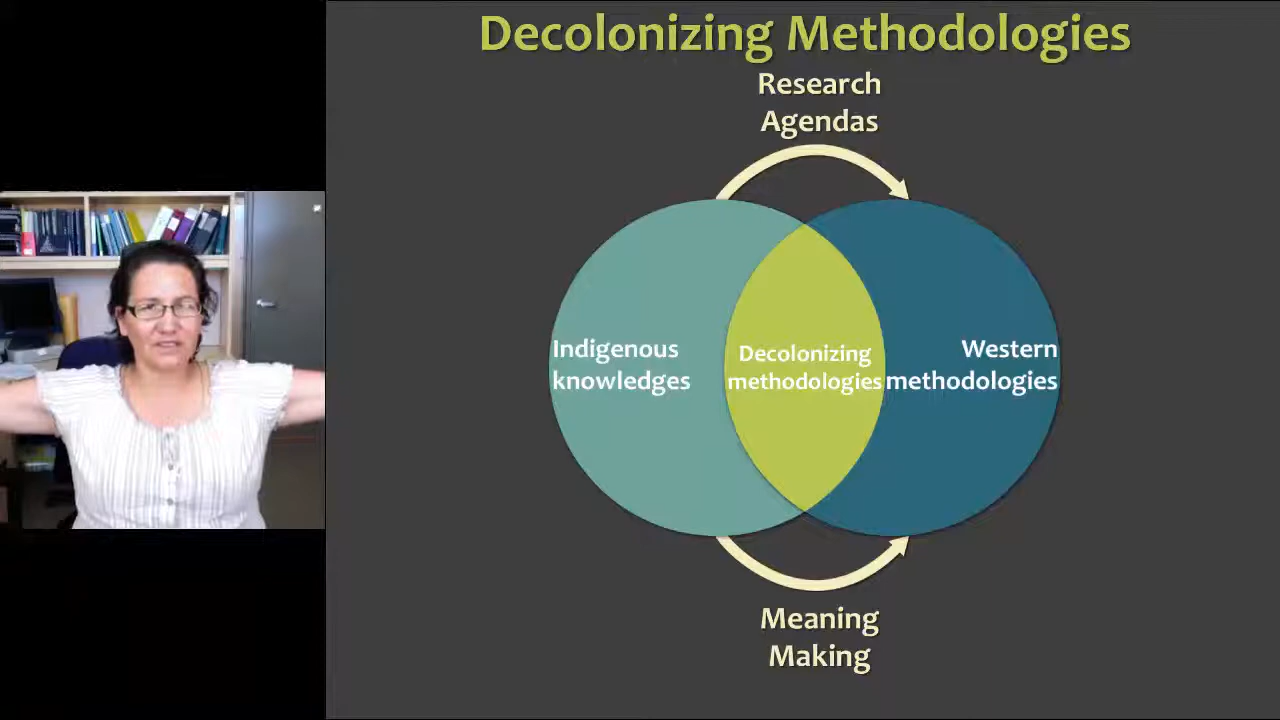 Decolonizing Methodologies
Research
Agendas
Indigenous
knowledges
Decolonizing
methodologies
Western
methodologies
Meaning
Making